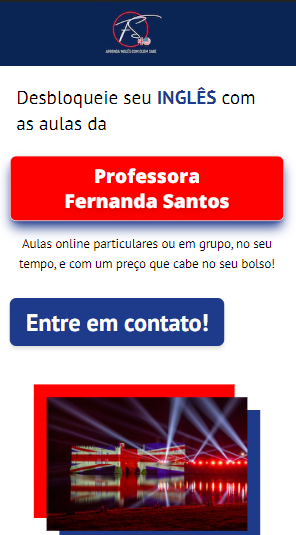 FS
APRENDA INGLÊS COM QUEM SABE
Desbloqueie seu INGLÊS com
as aulas da
Professora
Fernanda Santos
Aulas online particulares ou em grupo, no seu
tempo, e com um preço que cabe no seu bolso!
Entre em contato!